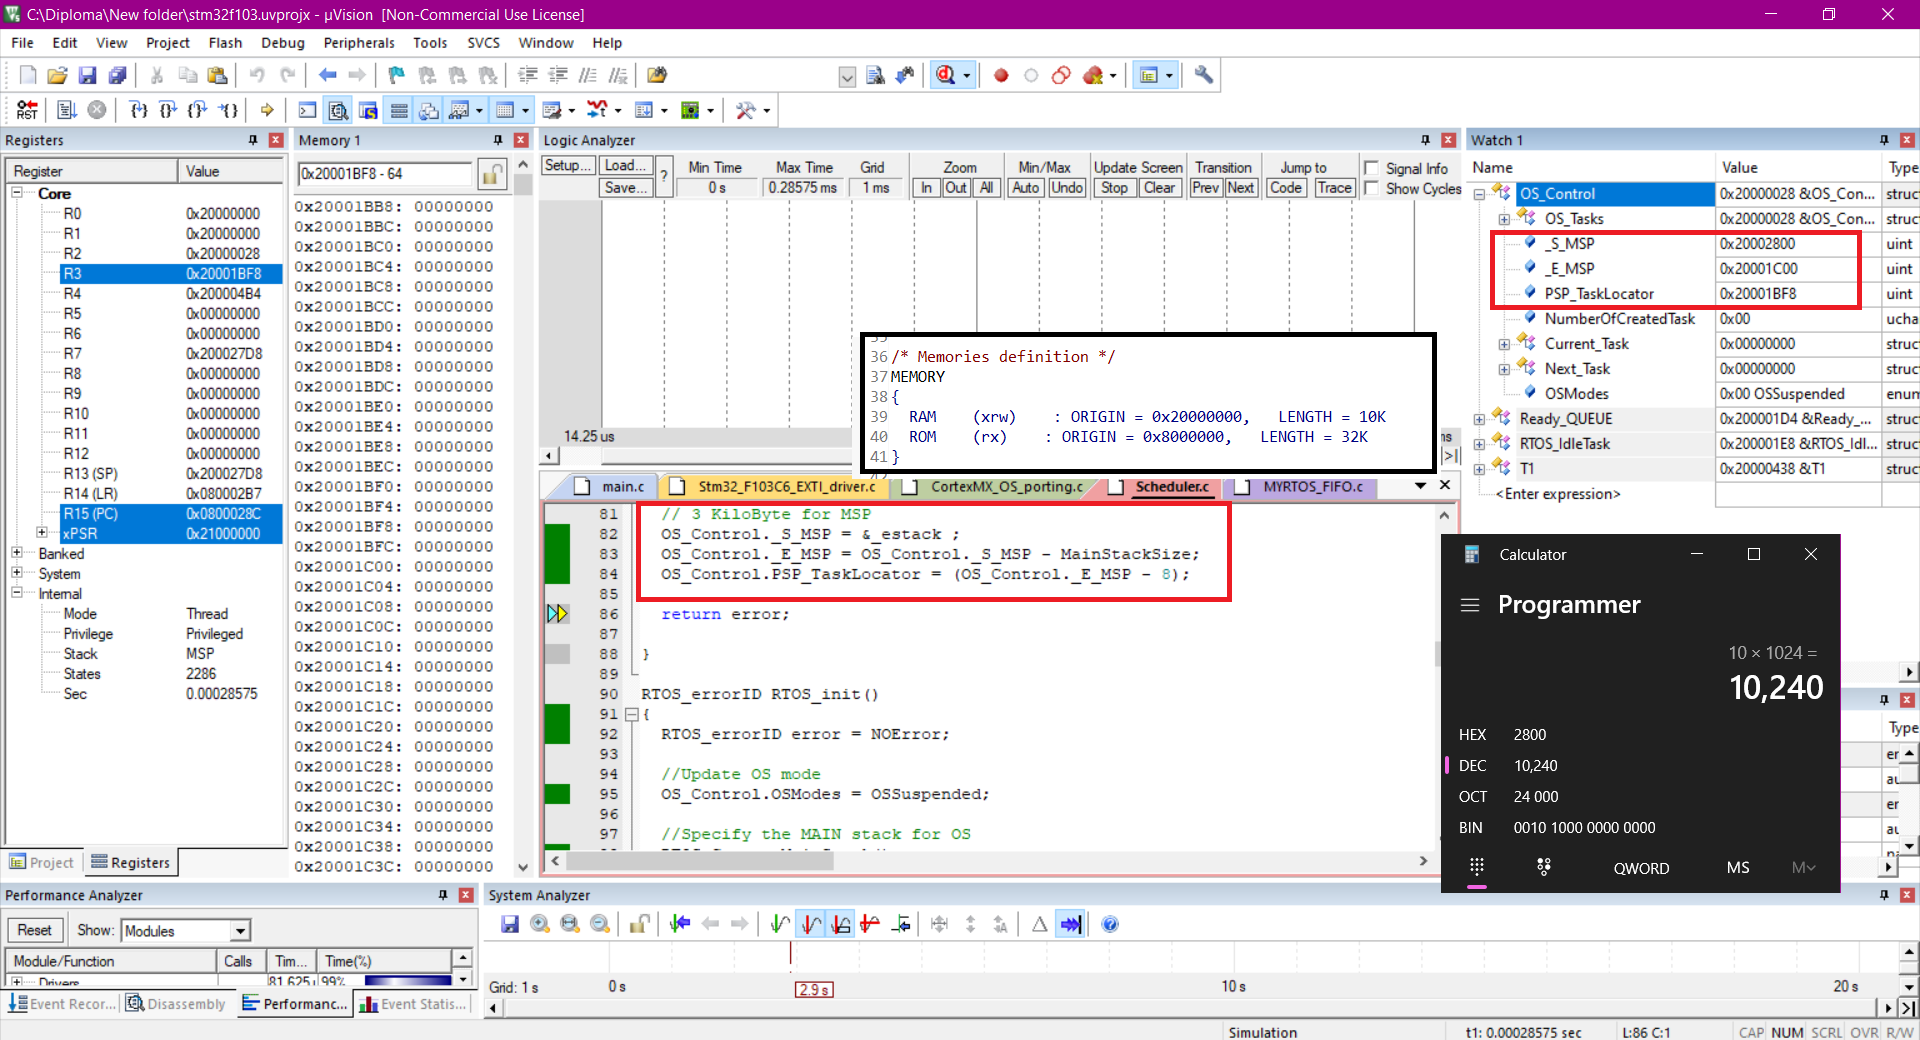 C:\Diploma\New folder\stm32f103.uvprojx - µVision [Non-Commercial Use License]
File Edit View Project Flash Debug Peripherals Tools SVCS Window Help
Registers
Register Value
Core
R0 0x20000000
R1 0x20000000
R2 0x20000028
R3 0x20001BF8
R4 0x200004B4
R5 0x00000000
R6 0x00000000
R7 0x200027D8
R8 0x00000000
R9 0x00000000
R10 0x00000000
R11 0x00000000
R12 0x00000000
R13 (SP) 0x200027D8
R14 (LR) 0x080002B7
R15 (PC) 0x0800028C
xPSR 0x21000000
Banked
System
Internal
Mode Thread
Privilege Privileged
Stack MSP
States 2286
Sec 0.00028575
Project Registers
Memory 1
0x20001BF8 - 64
0x20001BB8: 00000000
0x20001BBC: 00000000
0x20001BC0: 00000000
0x20001BC4: 00000000
0x20001BC8: 00000000
0x20001BCC: 00000000
0x20001BD0: 00000000
0x20001BD4: 00000000
0x20001BD8: 00000000
0x20001BDC: 00000000
0x20001BE0: 00000000
0x20001BE4: 00000000
0x20001BE8: 00000000
0x20001BEC: 00000000
0x20001BF0: 00000000
0x20001BF4: 00000000
0x20001BF8: 00000000
0x20001BFC: 00000000
0x20001C00: 00000000
0x20001C04: 00000000
0x20001C08: 00000000
0x20001C0C: 00000000
0x20001C10: 00000000
0x20001C14: 00000000
0x20001C18: 00000000
0x20001C1C: 00000000
0x20001C20: 00000000
0x20001C24: 00000000
0x20001C28: 00000000
0x20001C2C: 00000000
0x20001C30: 00000000
0x20001C34: 00000000
0x20001C38: 00000000
0x20001C3C: 00000000
Logic Analyzer
Setup... Load... Min Time Max Time Grid Zoom Min/Max Update Screen Transition Jump to Signal Info
Save... ? 0 s 0.28575 ms 1 ms In Out All Auto Undo Stop Clear Prev Next Code Trace Show Cycles
14.25 us
36 /* Memories definition */
37 MEMORY
38 {
39 RAM (xrw) : ORIGIN = 0x20000000, LENGTH = 10K
40 ROM (rx) : ORIGIN = 0x8000000, LENGTH = 32K
41 }
main.c Stm32_F103C6_EXTI_driver.c CortexMX_OS_porting.c Scheduler.c MYRTOS_FIFO.c
81 // 3 KiloByte for MSP
82 OS_Control._S_MSP = &_estack ;
83 OS_Control._E_MSP = OS_Control._S_MSP - MainStackSize;
84 OS_Control.PSP_TaskLocator = (OS_Control._E_MSP - 8);
85
86 return error;
87
88 }
89
90 RTOS_errorID RTOS_init()
91 {
92 RTOS_errorID error = NOError;
93
94 //Update OS mode
95 OS_Control.OSModes = OSSuspended;
96
97 //Specify the MAIN stack for OS
Watch 1
Name Value Type
OS_Control 0x20000028 &OS_Con... struc
OS_Tasks 0x20000028 &OS_Con... struc
_S_MSP 0x20002800 uint
_E_MSP 0x20001C00 uint
PSP_TaskLocator 0x20001BF8 uint
NumberOfCreatedTask 0x00 ucha
Current_Task 0x00000000 struc
Next_Task 0x00000000 struc
OSModes 0x00 OSSuspended enum
Ready_QUEUE 0x200001D4 &Ready_... struc
RTOS_IdleTask 0x200001E8 &RTOS_Idl... struc
T1 0x20000438 &T1 struc
<Enter expression>
Calculator
Programmer
10 × 1024 =
10,240
HEX 2800
DEC 10,240
OCT 24 000
BIN 0010 1000 0000 0000
QWORD MS M
Type
Performance Analyzer
Reset Show: Modules
Module/Function Calls Tim... Time(%)
Drivers 99%
Event Recor... Disassembly Performanc... Event Statis...
System Analyzer
Grid: 1 s 0 s 2.9 s 10 s 20 s
Simulation t1: 0.00028575 sec L:86 C:1 CAP NUM SCRL OVR R/W